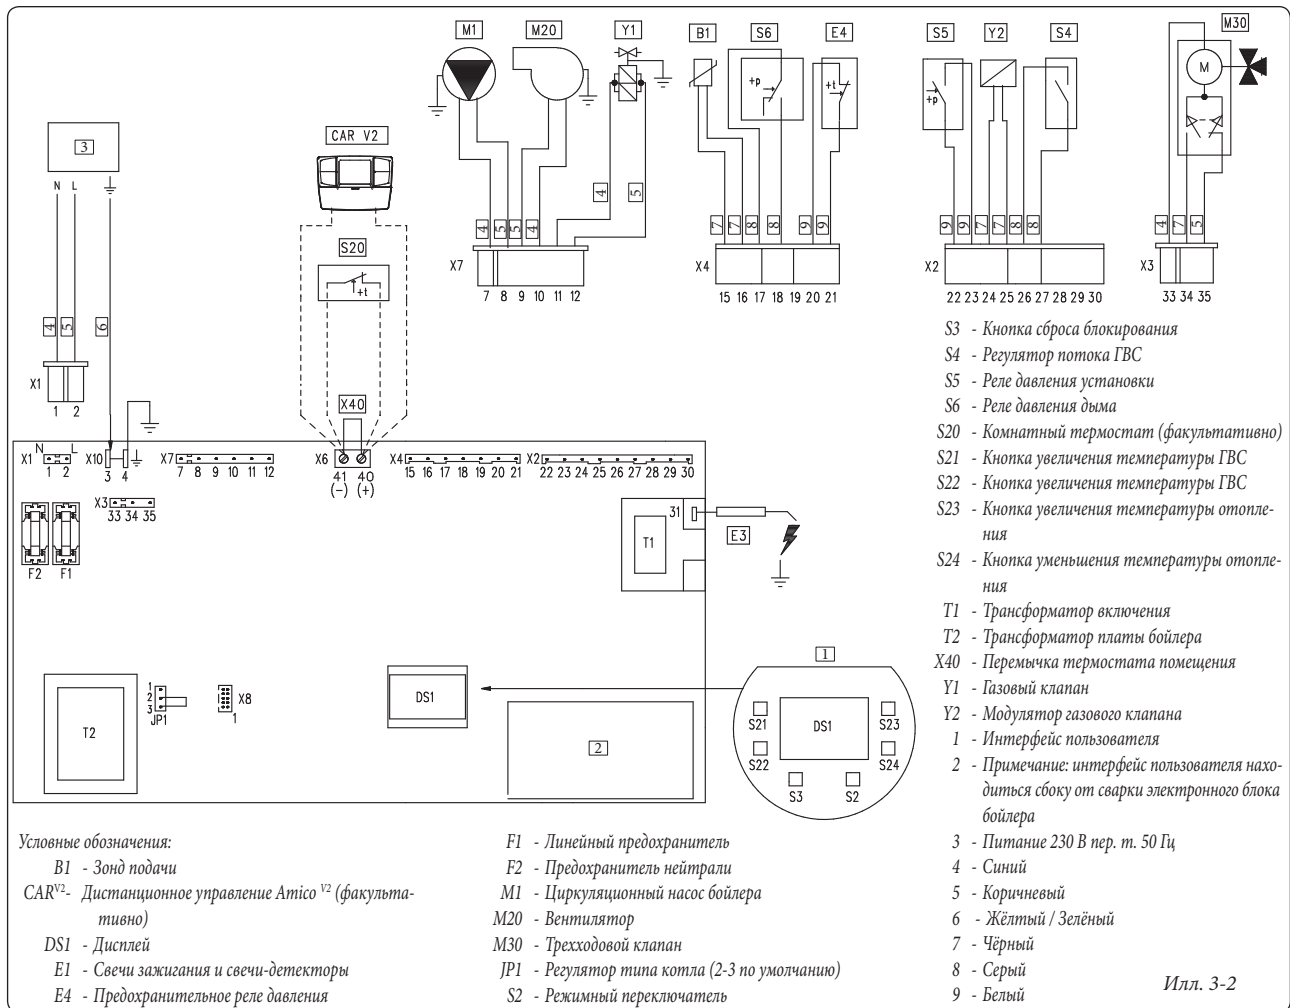 M1 M20 Y1 B1 S6 E4 S5 Y2 S4 M30
+p +t +p M
3
CAR V2
N L
4 5
S20
+t
4 5 5 4
7 7 8 8 9 9
9 9 7 7 8 8
4 7 5
X7 X4 X2 X3
7 8 9 10 11 12
15 16 17 18 19 20 21
22 23 24 25 26 27 28 29 30
33 34 35
4 5 6
X1
1 2
X40
N L
X1 X10 X7 X6 X4 X2
1 2
3 4
7 8 9 10 11 12
41 40
(-) (+)
15 16 17 18 19 20 21
22 23 24 25 26 27 28 29 30
X3
33 34 35
F2 F1
31
T1
E3
1
T2
1
2
3
JP1
X8
1
DS1
2
S21 DS1 S23
S22 S24
S3 S2
S3 - Кнопка сброса блокирования
S4 - Регулятор потока ГВС
S5 - Реле давления установки
S6 - Реле давления дыма
S20 - Комнатный термостат (факультативно)
S21 - Кнопка увеличения температуры ГВС
S22 - Кнопка увеличения температуры ГВС
S23 - Кнопка увеличения температуры отопле-
ния
S24 - Кнопка уменьшения температуры отопле-
ния
T1 - Трансформатор включения
T2 - Трансформатор платы бойлера
X40 - Перемычка термостата помещения
Y1 - Газовый клапан
Y2 - Модулятор газового клапана
1 - Интерфейс пользователя
2 - Примечание: интерфейс пользователя нахо-
диться сбоку от сварки электронного блока
бойлера
3 - Питание 230 В пер. т. 50 Гц
4 - Синий
5 - Коричневый
6 - Жёлтый / Зелёный
7 - Чёрный
8 - Серый
9 - Белый
Условные обозначения:
B1 - Зонд подачи
CAR V2- Дистанционное управление Amico V2 (факульта-
тивно)
DS1 - Дисплей
E1 - Свечи зажигания и свечи-детекторы
E4 - Предохранительное реле давления
F1 - Линейный предохранитель
F2 - Предохранитель нейтрали
M1 - Циркуляционный насос бойлера
M20 - Вентилятор
M30 - Трехходовой клапан
JP1 - Регулятор типа котла (2-3 по умолчанию)
S2 - Режимный переключатель
Илл. 3-2